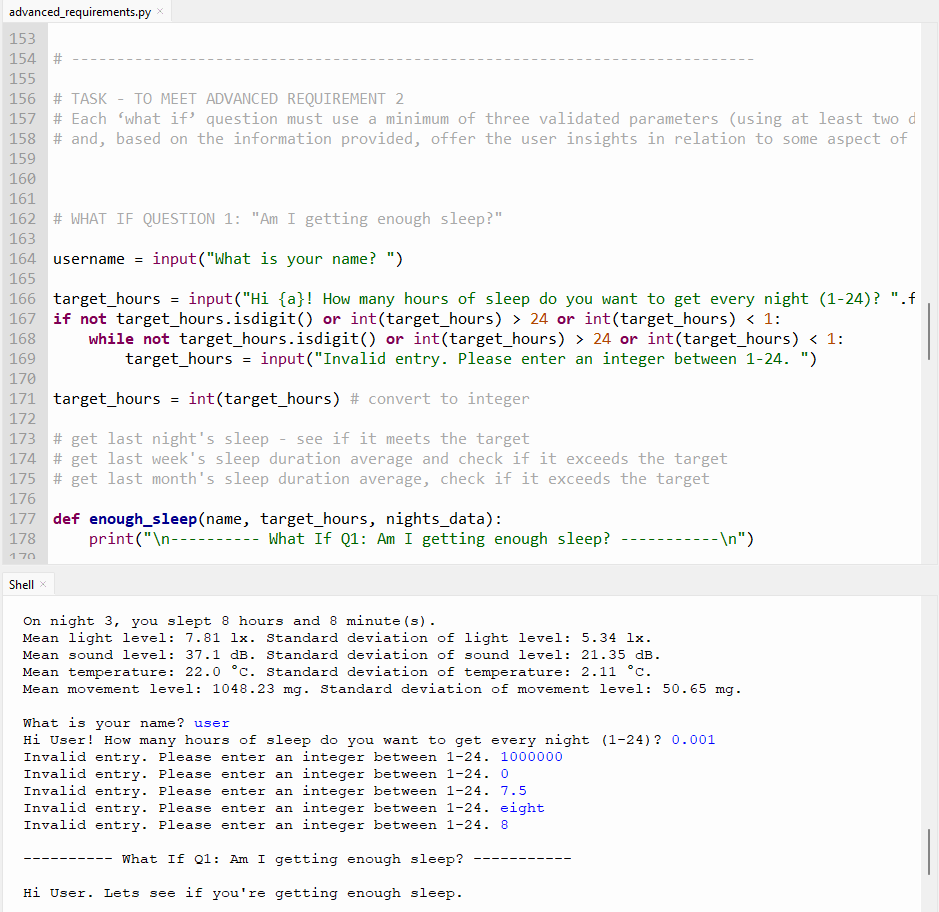 advanced_requirements.py ×
153
154 # ----------------------------------------------------------------------------
155
156 # TASK - TO MEET ADVANCED REQUIREMENT 2
157 # Each ‘what if’ question must use a minimum of three validated parameters (using at least two d
158 # and, based on the information provided, offer the user insights in relation to some aspect of
159
160
161
162 # WHAT IF QUESTION 1: "Am I getting enough sleep?"
163
164 username = input("What is your name? ")
165
166 target_hours = input("Hi {a}! How many hours of sleep do you want to get every night (1-24)? ".f
167 if not target_hours.isdigit() or int(target_hours) > 24 or int(target_hours) < 1:
168     while not target_hours.isdigit() or int(target_hours) > 24 or int(target_hours) < 1:
169         target_hours = input("Invalid entry. Please enter an integer between 1-24. ")
170
171 target_hours = int(target_hours) # convert to integer
172
173 # get last night's sleep - see if it meets the target
174 # get last week's sleep duration average and check if it exceeds the target
175 # get last month's sleep duration average, check if it exceeds the target
176
177 def enough_sleep(name, target_hours, nights_data):
178     print("\n---------- What If Q1: Am I getting enough sleep? -----------\n")
179
Shell ×
On night 3, you slept 8 hours and 8 minute(s).
Mean light level: 7.81 lx. Standard deviation of light level: 5.34 lx.
Mean sound level: 37.1 dB. Standard deviation of sound level: 21.35 dB.
Mean temperature: 22.0 °C. Standard deviation of temperature: 2.11 °C.
Mean movement level: 1048.23 mg. Standard deviation of movement level: 50.65 mg.
What is your name? user
Hi User! How many hours of sleep do you want to get every night (1-24)? 0.001
Invalid entry. Please enter an integer between 1-24. 1000000
Invalid entry. Please enter an integer between 1-24. 0
Invalid entry. Please enter an integer between 1-24. 7.5
Invalid entry. Please enter an integer between 1-24. eight
Invalid entry. Please enter an integer between 1-24. 8
---------- What If Q1: Am I getting enough sleep? -----------
Hi User. Lets see if you're getting enough sleep.